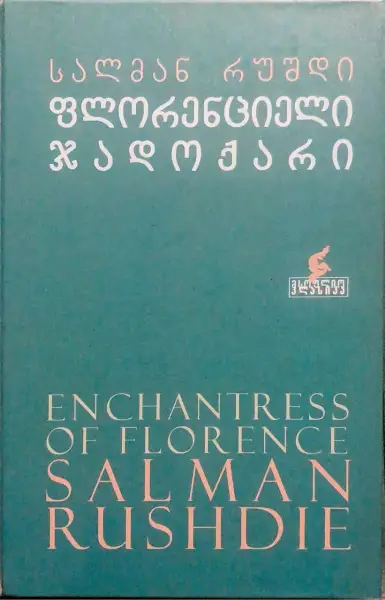 სალმან რუშდი
ფლორენციელი
ჯადოქარი
ENCHANTRESS
OF FLORENCE
SALMAN
RUSHDIE